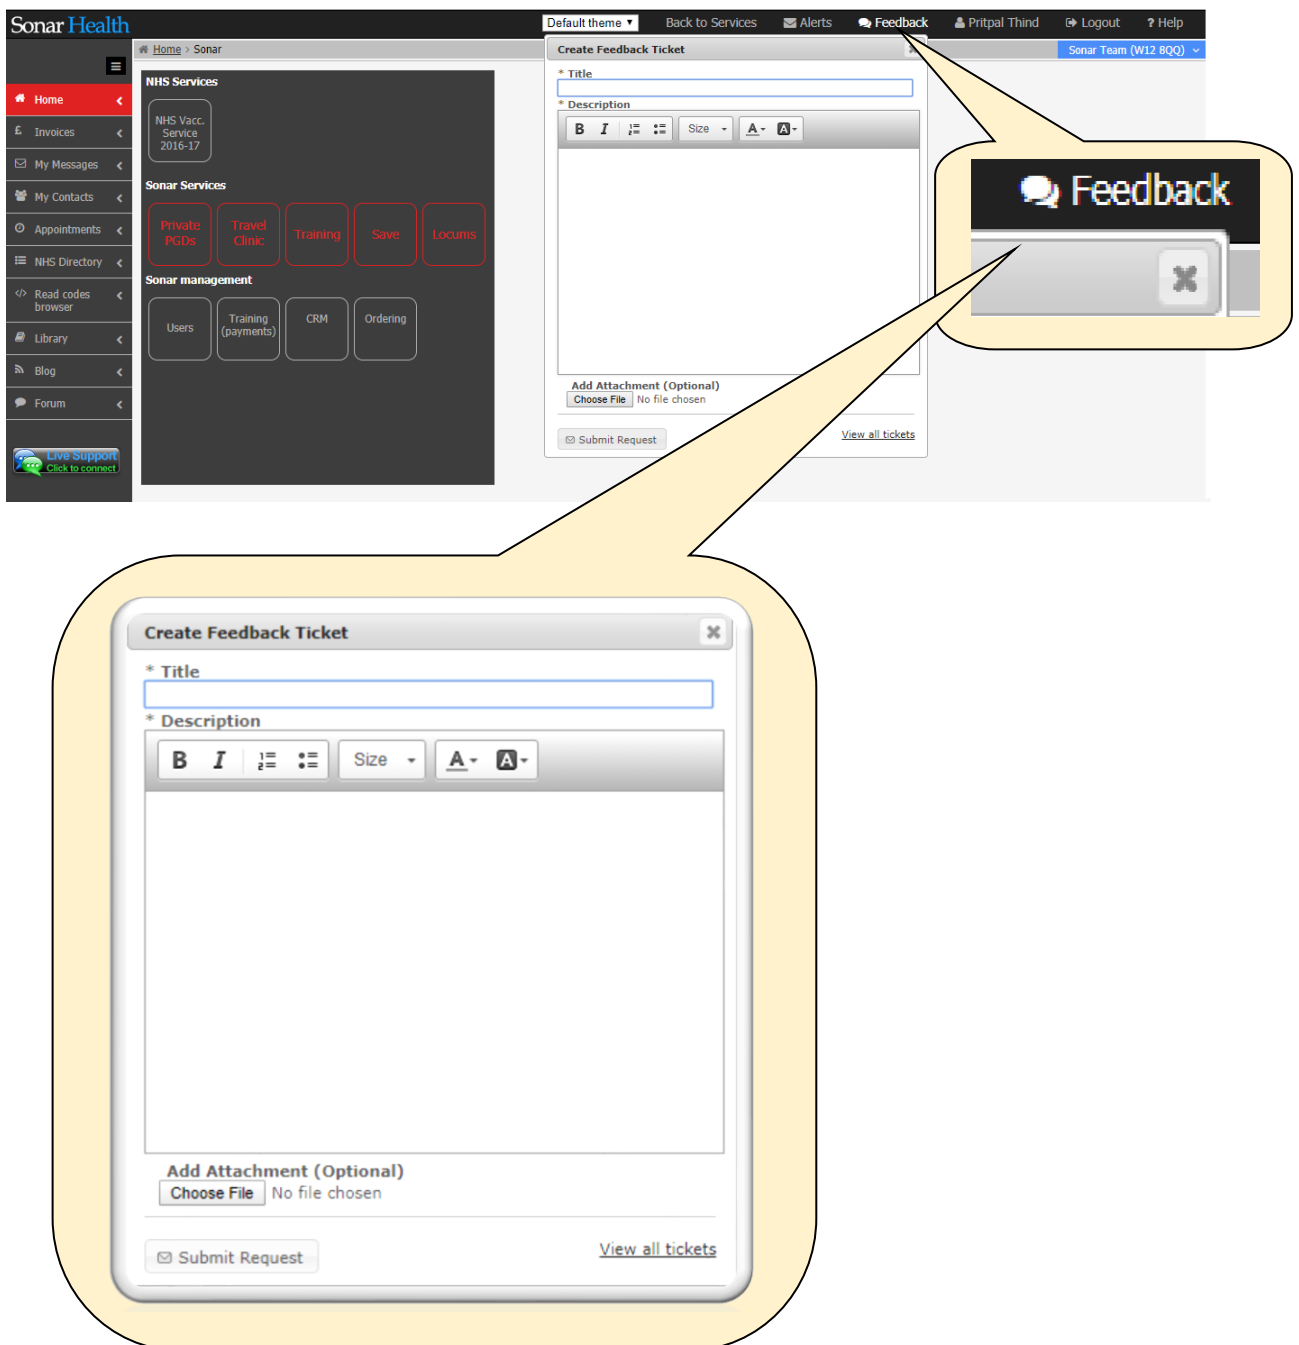 Sonar Health
Default theme Back to Services Alerts Feedback Pritpal Thind Logout ? Help
Home > Sonar
Sonar Team (W12 8QQ)
Home
£ Invoices
My Messages
My Contacts
Appointments
NHS Directory
</> Read codes
browser
Library
Blog
Forum
Live Support
Click to connect
NHS Services
NHS Vacc.
Service
2016-17
Sonar Services
Private
PGDs
Travel
Clinic
Training
Save
Locums
Sonar management
Users
Training
(payments)
CRM
Ordering
Create Feedback Ticket
* Title
* Description
B I Size A A
Add Attachment (Optional)
Choose File No file chosen
Submit Request
View all tickets
Feedback
Create Feedback Ticket
* Title
* Description
B I Size A A
Add Attachment (Optional)
Choose File No file chosen
Submit Request
View all tickets